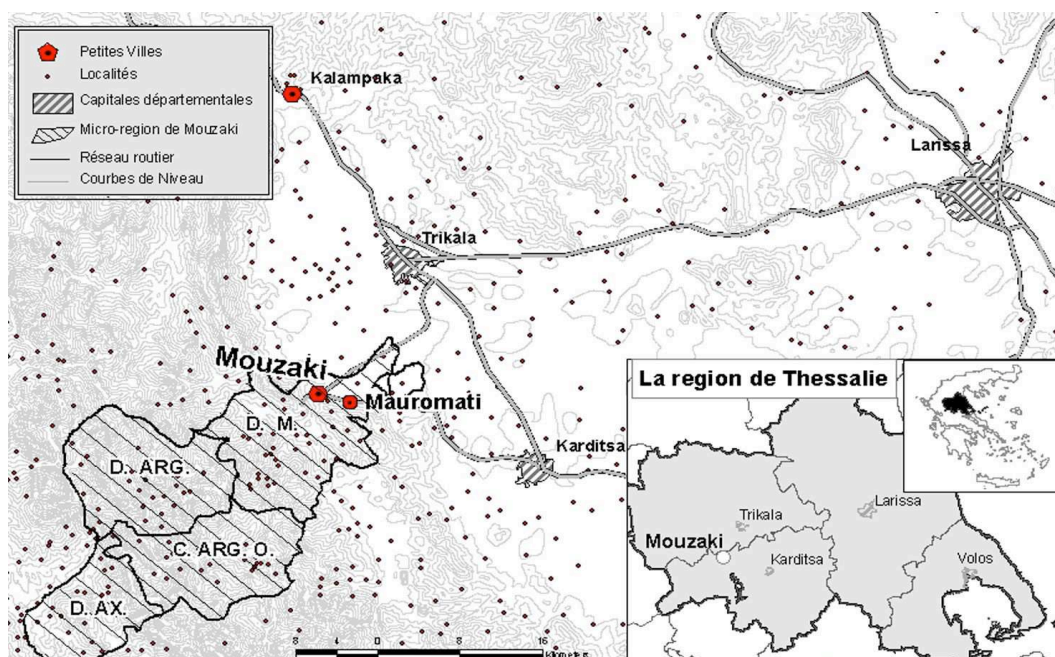 Petites Villes
Localités
Capitales départementales
Micro-region de Mouzaki
Réseau routier
Courbes de Niveau
Kalampaka
Larissa
Trikala
Mouzaki
Mauromati
D. M.
Karditsa
D. ARG.
C. ARG. O.
D. AX.
8 0 8 16
La region de Thessalie
Larissa
Trikala
Mouzaki
Karditsa
Volos